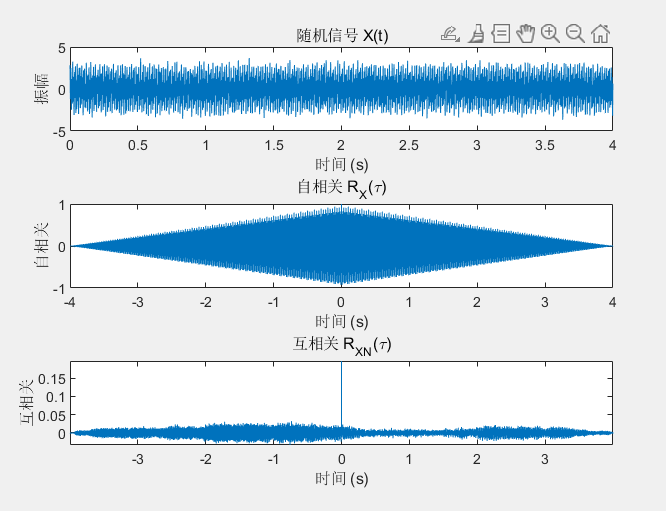 随机信号 X(t)
5
0
-5
振幅
0 0.5 1 1.5 2 2.5 3 3.5 4
时间 (s)
自相关 R_X(τ)
1
0
-1
自相关
-4 -3 -2 -1 0 1 2 3 4
时间 (s)
互相关 R_XN(τ)
0.15
0.1
0.05
0
互相关
-3 -2 -1 0 1 2 3
时间 (s)